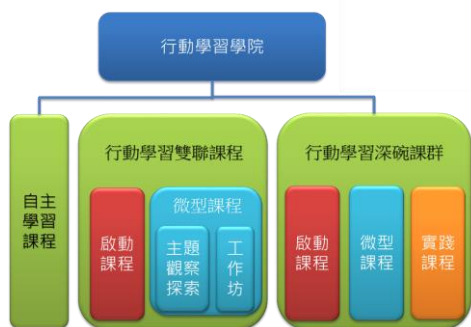 行動學習學院
自主
學習
課程
行動學習雙聯課程
啟動
課程
微型課程
主題
觀察
探索
工
作
坊
行動學習深碗課群
啟動
課程
微型
課程
實踐
課程